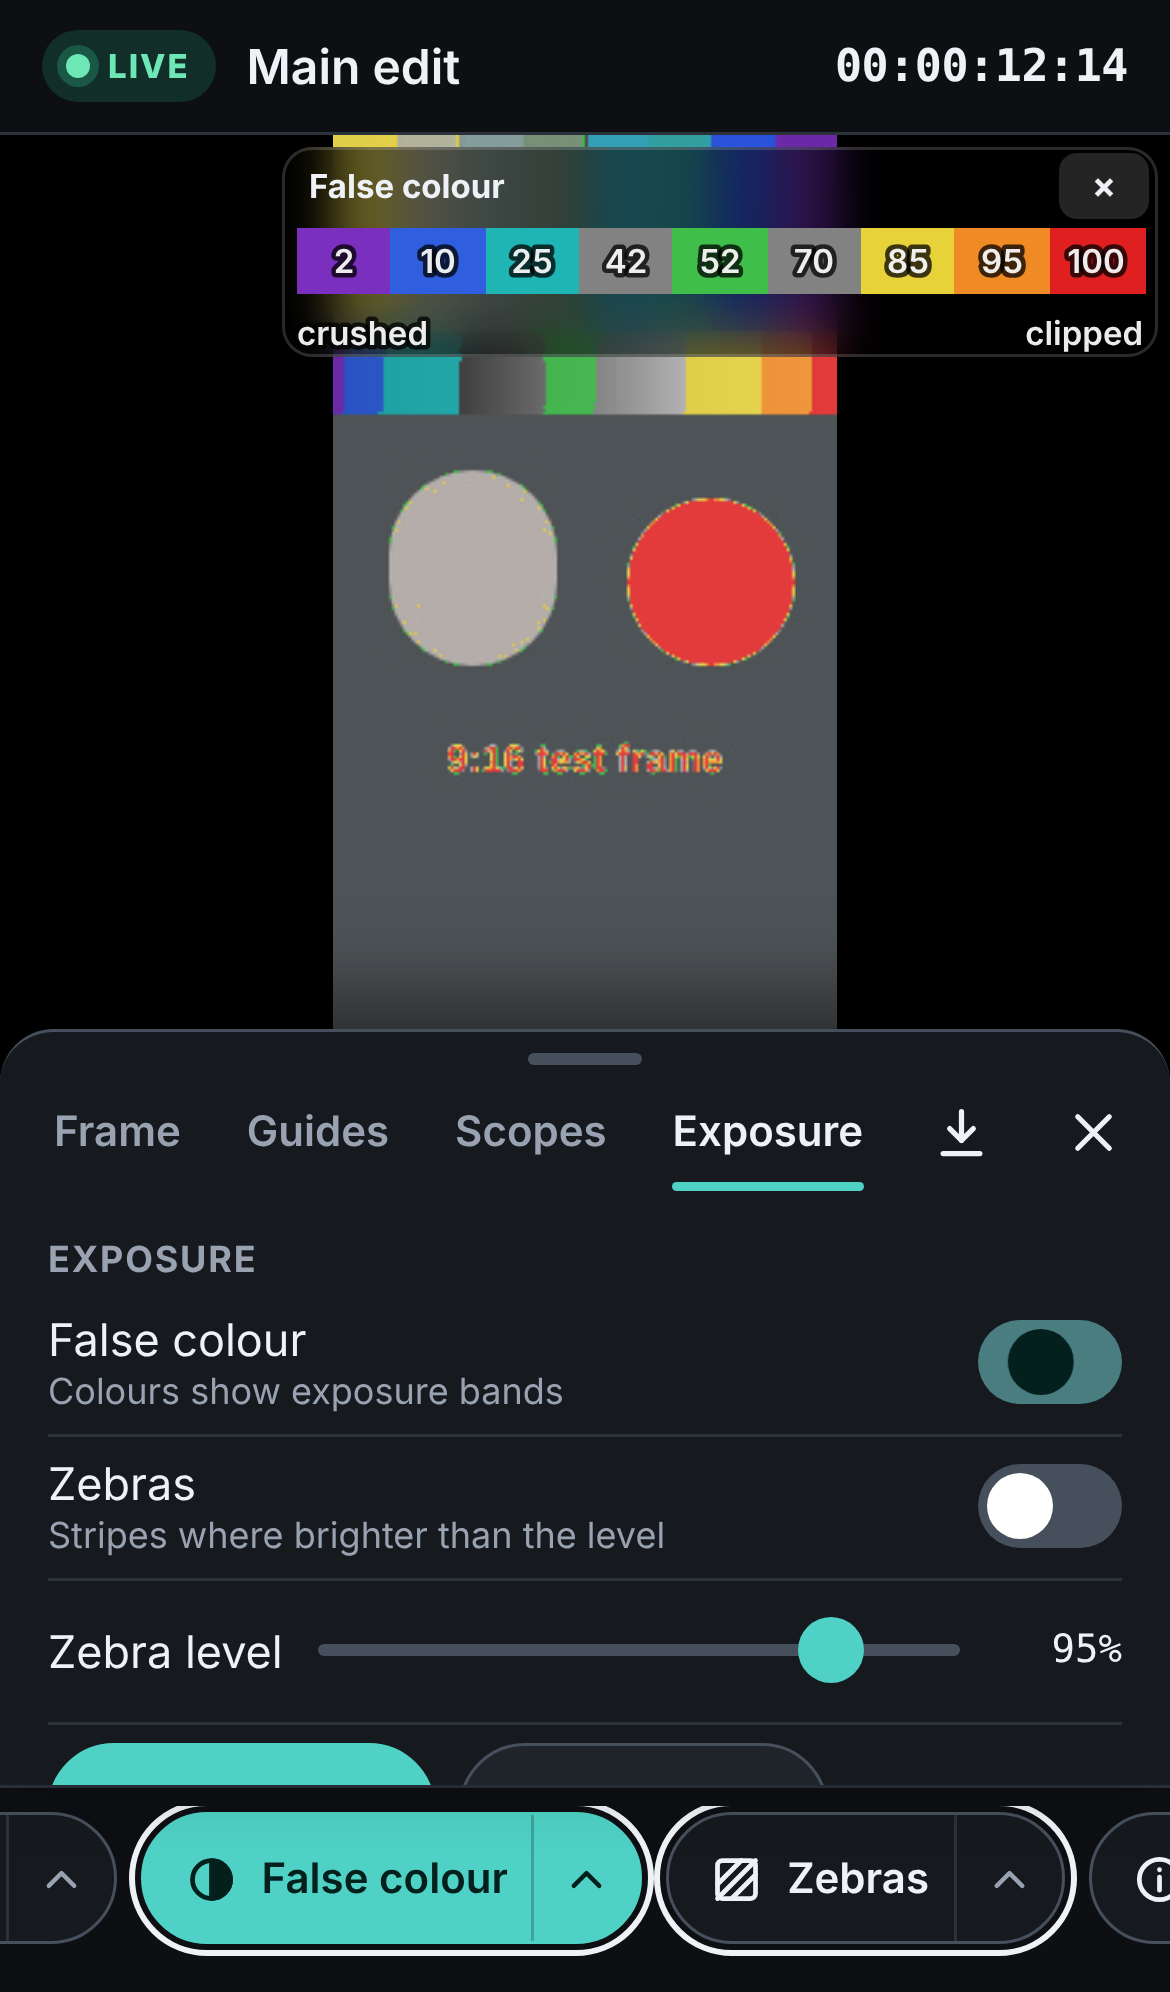 LIVE Main edit 00:00:12:14
False colour ×
2 10 25 42 52 70 85 95 100
crushed clipped
9:16 test frame
Frame Guides Scopes Exposure
EXPOSURE
False colour
Colours show exposure bands
Zebras
Stripes where brighter than the level
Zebra level 95%
False colour Zebras